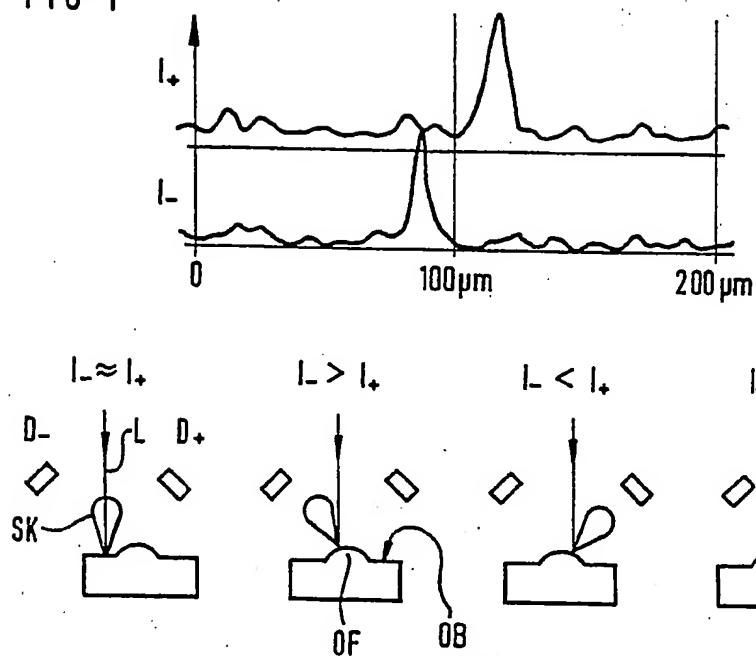 I₊
I₋
0 100µm 200µm
I₋ ≈ I₊ I₋ > I₊ I₋ < I₊
D₋ L D₊
SK
OF OB